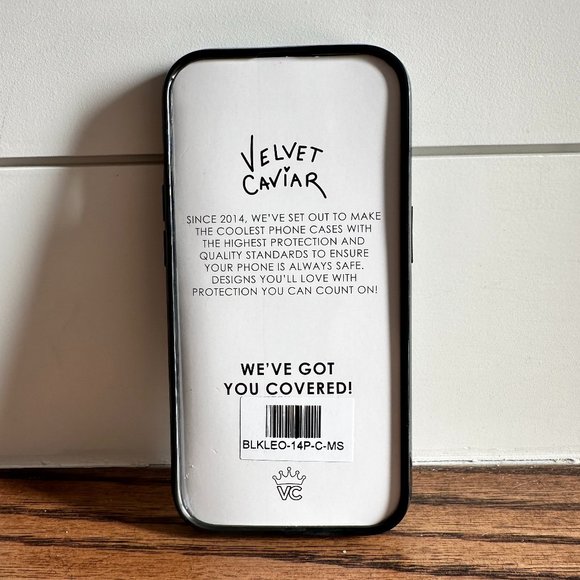 VELVET
CAVIAR
SINCE 2014, WE'VE SET OUT TO MAKE
THE COOLEST PHONE CASES WITH
THE HIGHEST PROTECTION AND
QUALITY STANDARDS TO ENSURE
YOUR PHONE IS ALWAYS SAFE.
DESIGNS YOU'LL LOVE WITH
PROTECTION YOU CAN COUNT ON!
WE'VE GOT
YOU COVERED!
BLKLEO-14P-C-MS
VC